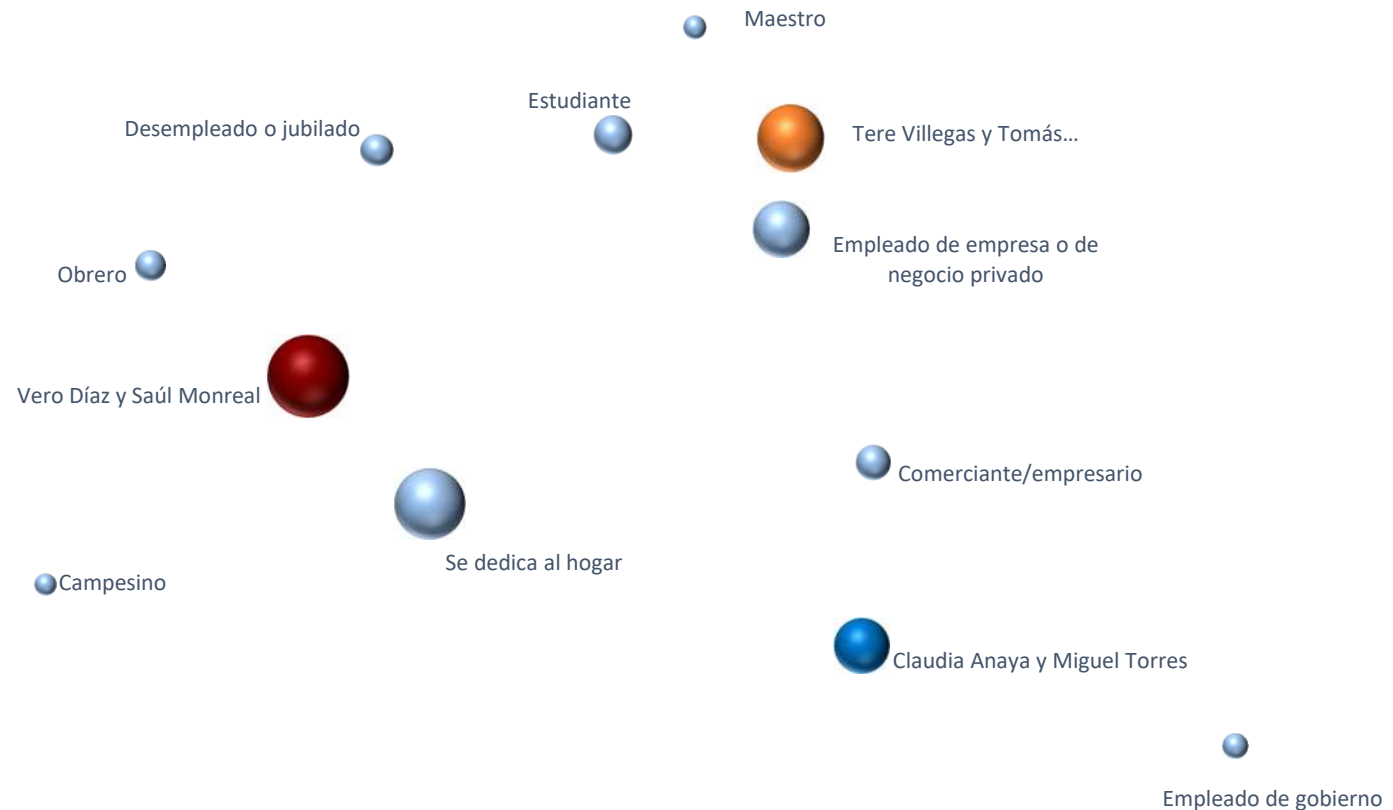 Maestro
Estudiante
Desempleado o jubilado
Tere Villegas y Tomás...
Empleado de empresa o de
negocio privado
Obrero
Vero Díaz y Saúl Monreal
Comerciante/empresario
Se dedica al hogar
Campesino
Claudia Anaya y Miguel Torres
Empleado de gobierno